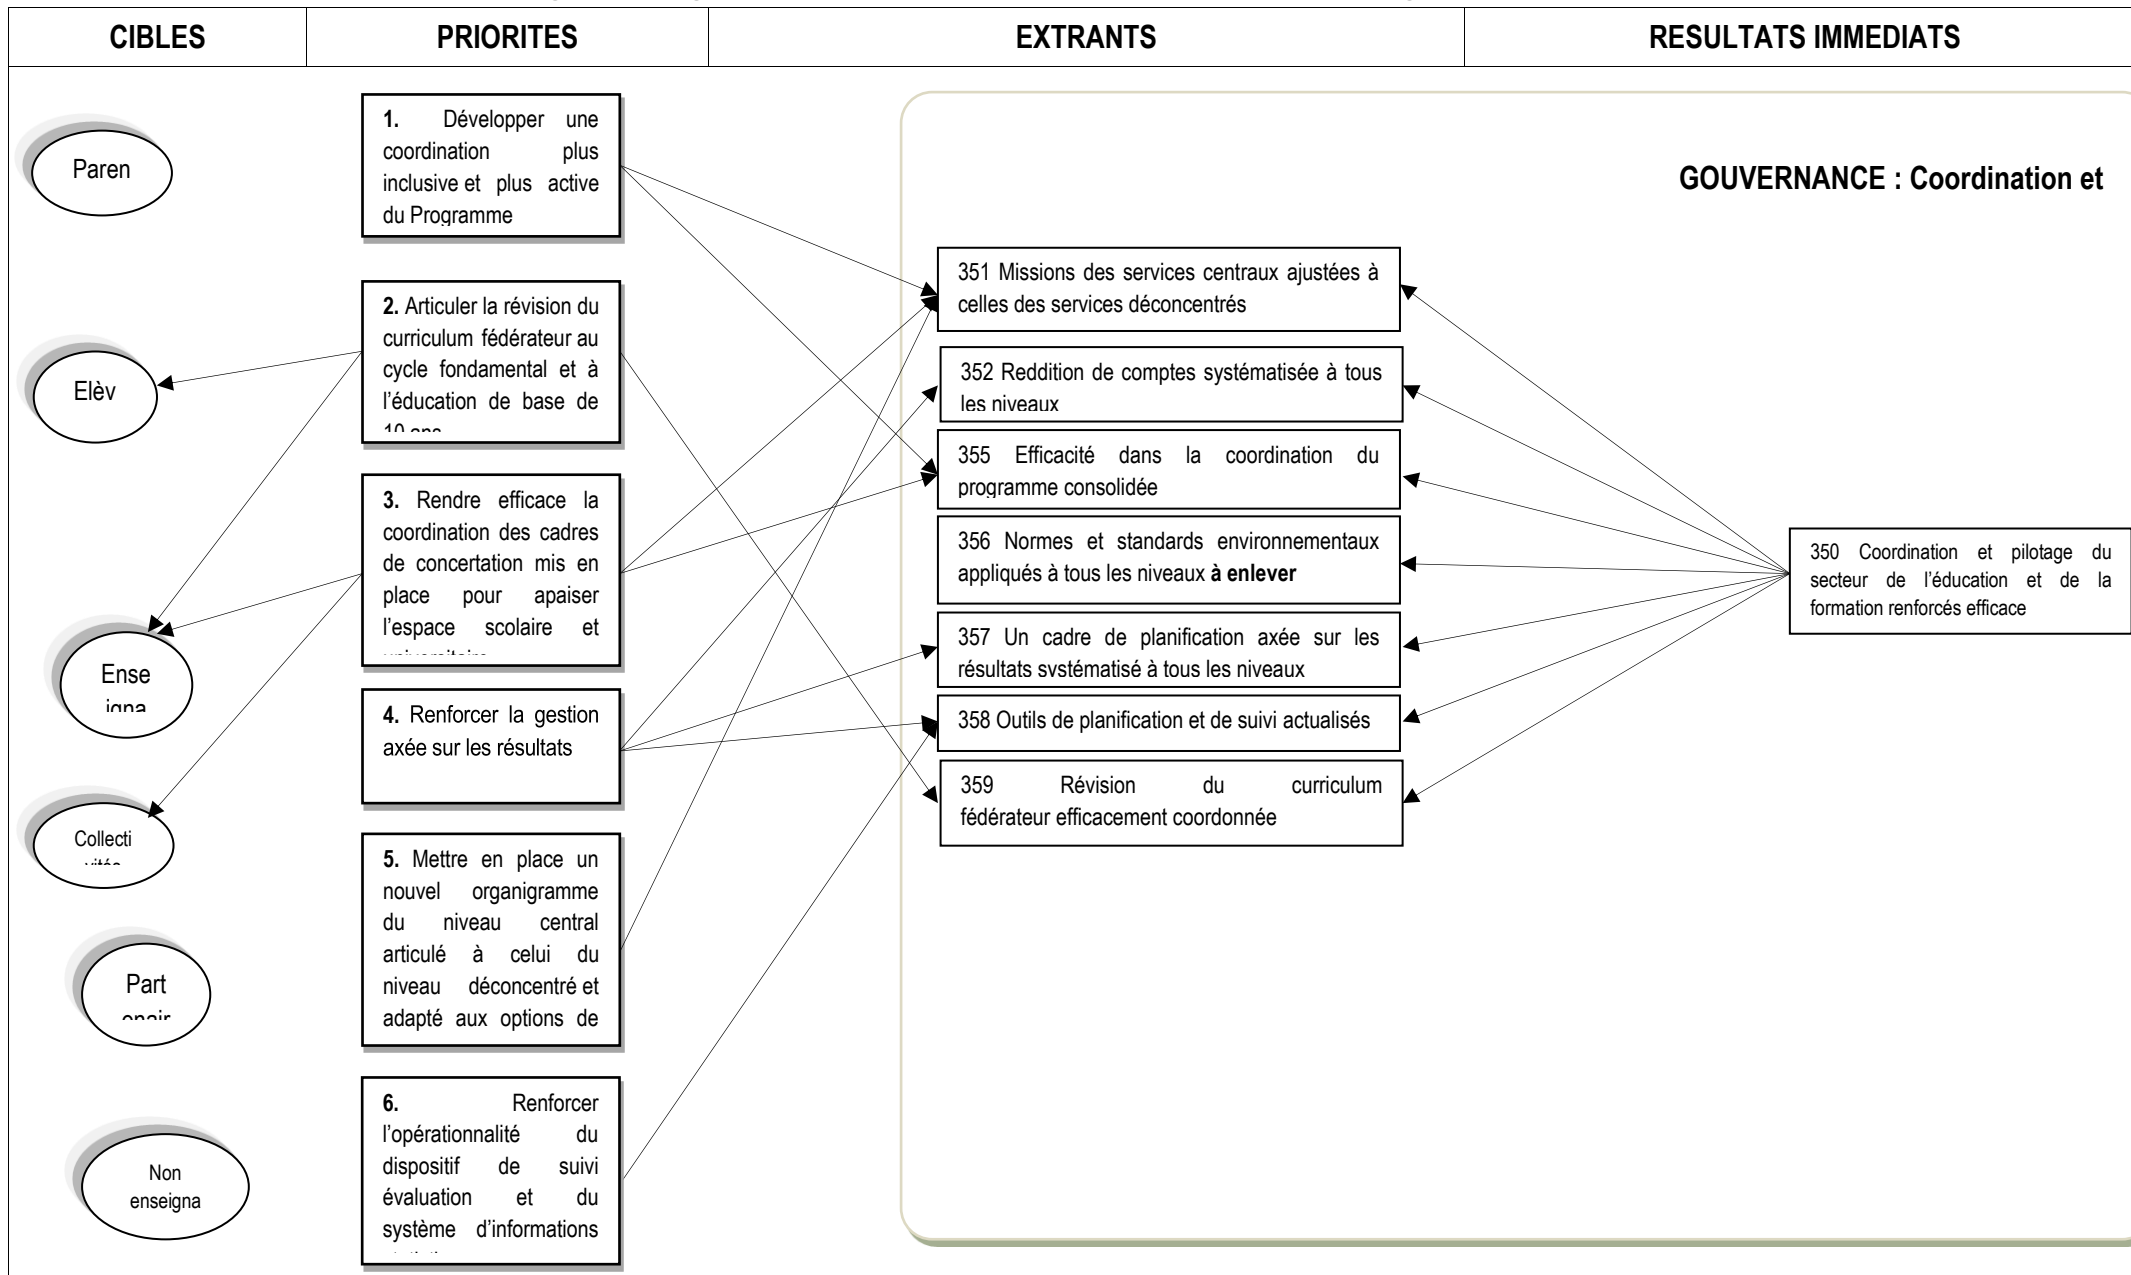 CIBLES
PRIORITES
EXTRANTS
RESULTATS IMMEDIATS
Paren
Elèv
Ense
igna
Collecti
vités
Part
enair
Non
enseigna
1. Développer une
coordination plus
inclusive et plus active
du Programme
2. Articuler la révision du
curriculum fédérateur au
cycle fondamental et à
l’éducation de base de
10 ans
3. Rendre efficace la
coordination des cadres
de concertation mis en
place pour apaiser
l’espace scolaire et
universitaire
4. Renforcer la gestion
axée sur les résultats
5. Mettre en place un
nouvel organigramme
du niveau central
articulé à celui du
niveau déconcentré et
adapté aux options de
6. Renforcer
l’opérationnalité du
dispositif de suivi
évaluation et du
système d’informations
GOUVERNANCE : Coordination et
351 Missions des services centraux ajustées à
celles des services déconcentrés
352 Reddition de comptes systématisée à tous
les niveaux
355 Efficacité dans la coordination du
programme consolidée
356 Normes et standards environnementaux
appliqués à tous les niveaux à enlever
357 Un cadre de planification axée sur les
résultats systématisé à tous les niveaux
358 Outils de planification et de suivi actualisés
359 Révision du curriculum
fédérateur efficacement coordonnée
350 Coordination et pilotage du
secteur de l’éducation et de la
formation renforcés efficace